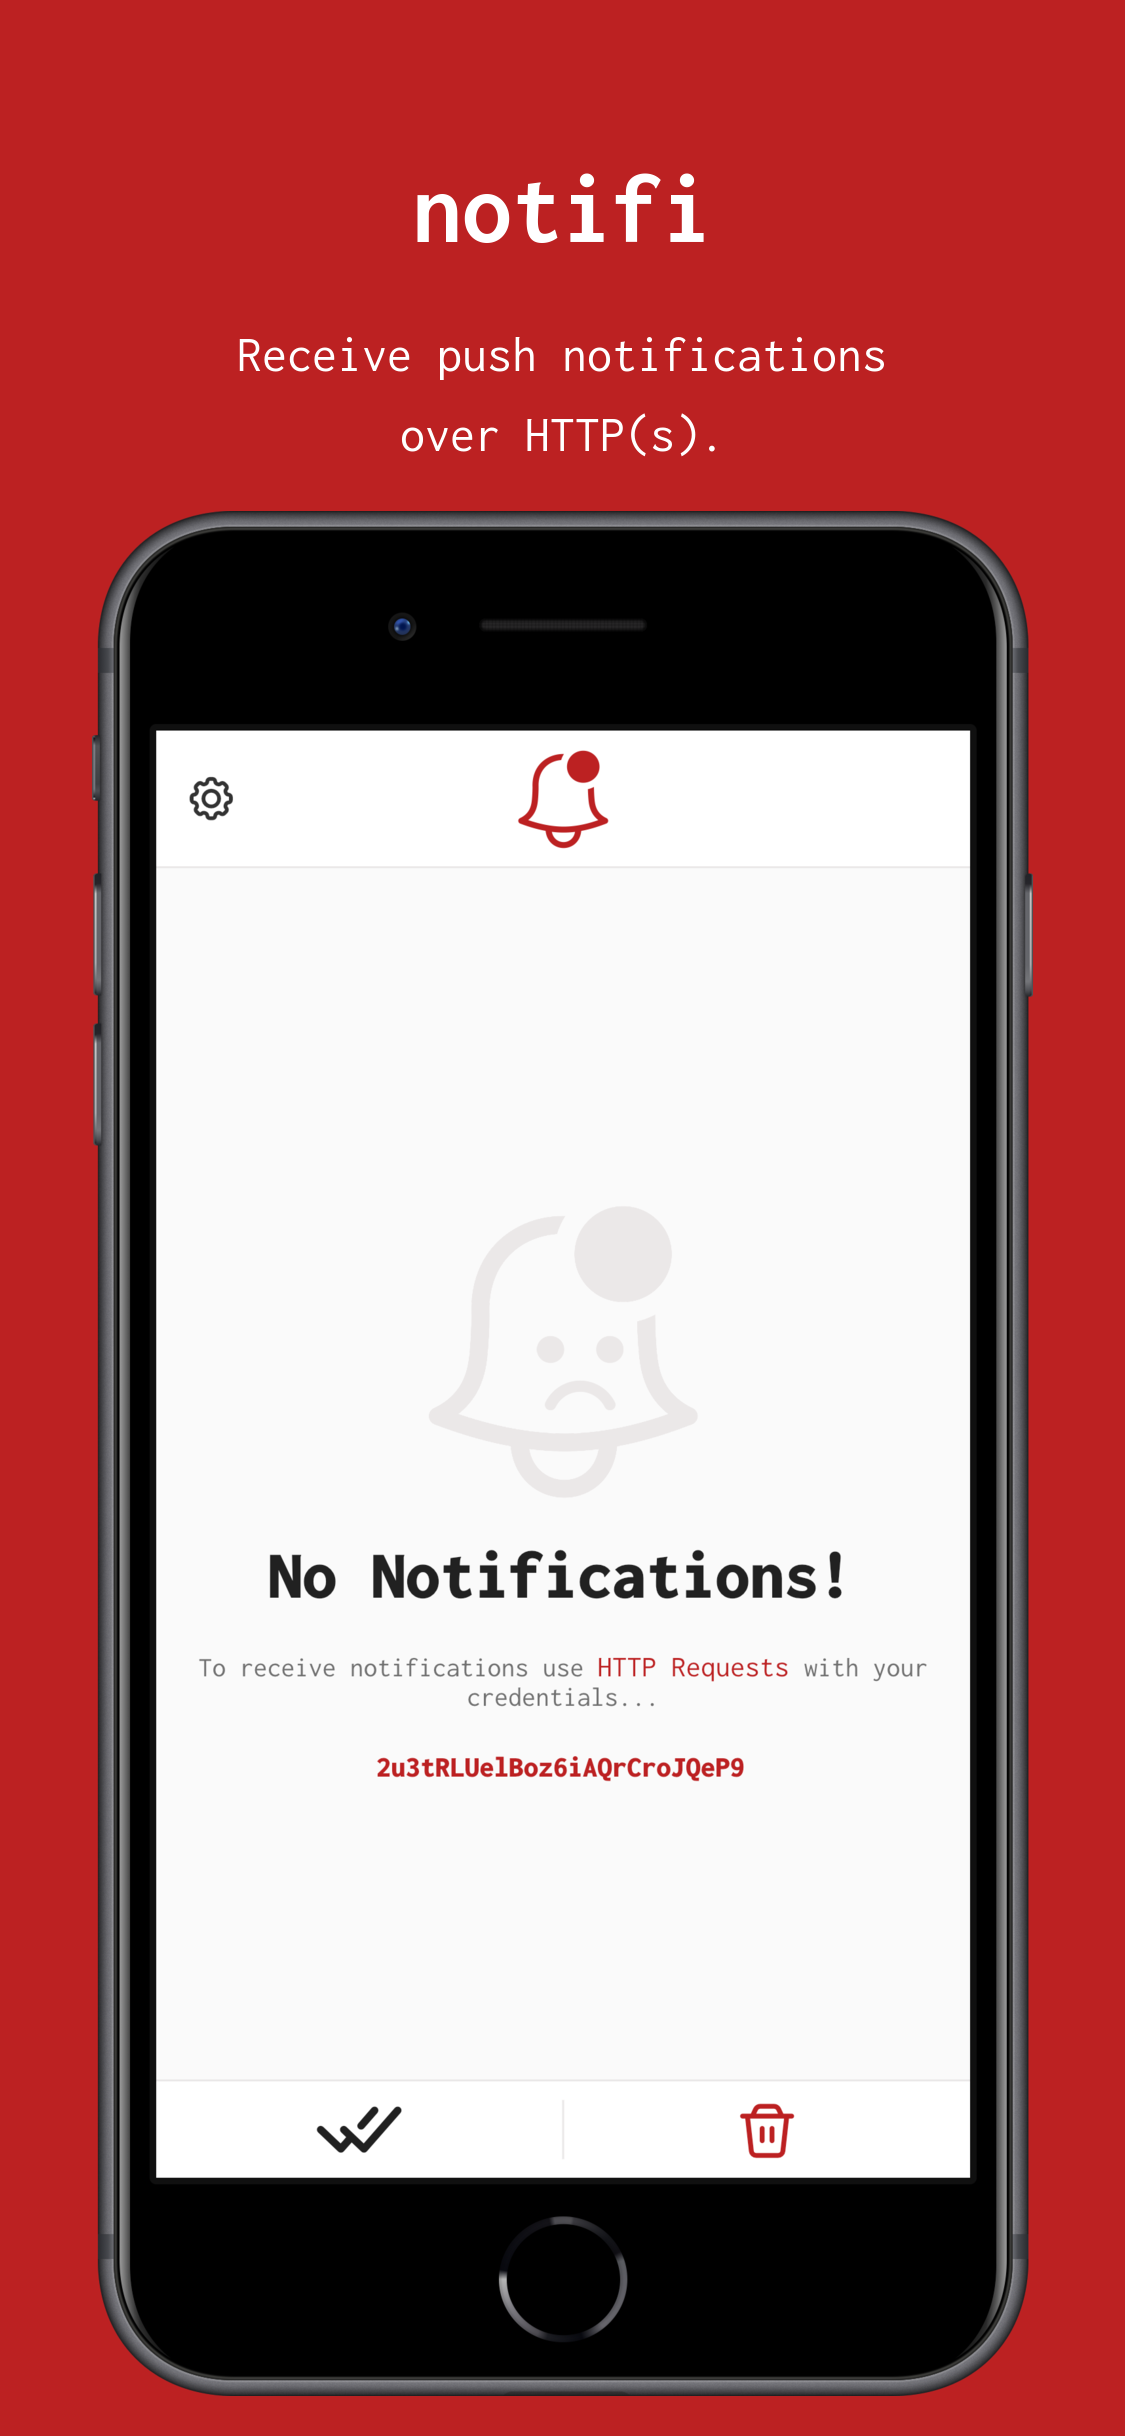 notifi
Receive push notifications
over HTTP(s).
No Notifications!
To receive notifications use HTTP Requests with your
credentials...
2u3tRLUelBoz6iAQrCroJQeP9